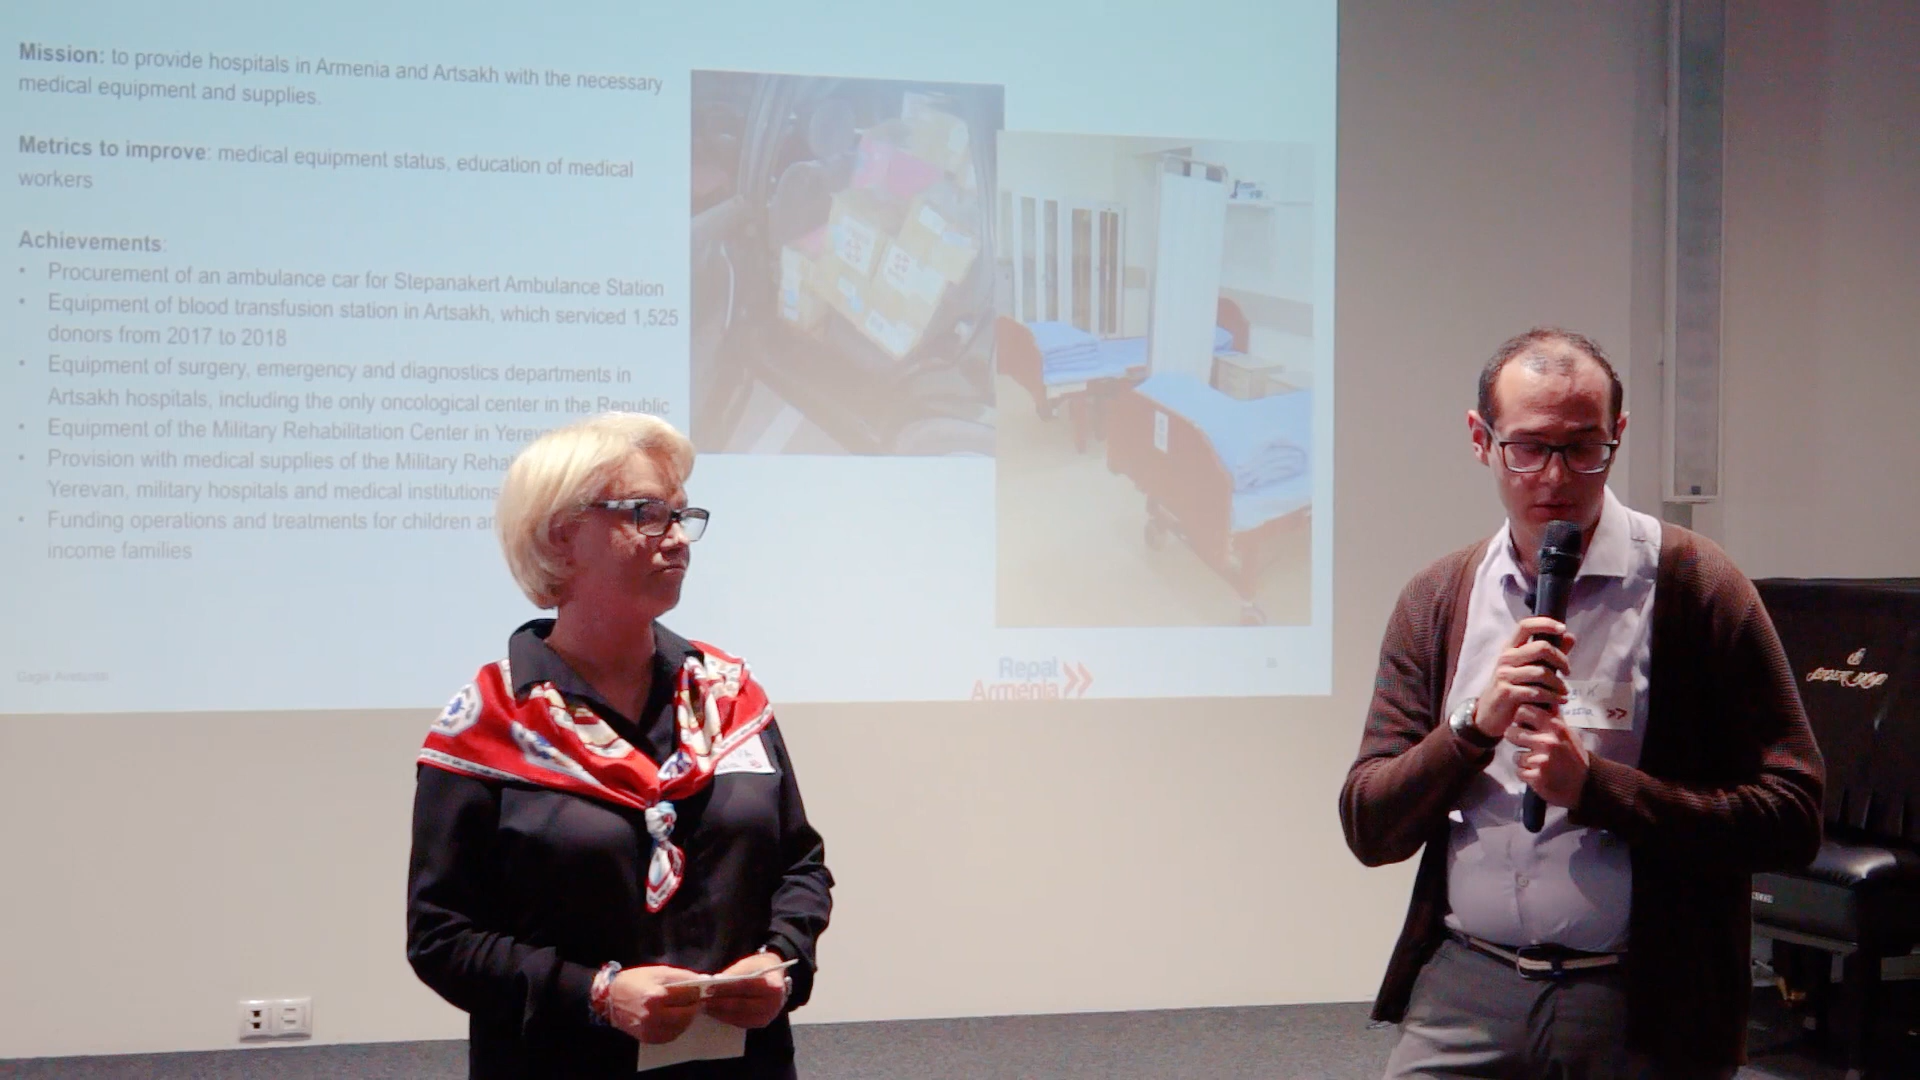 Mission: to provide hospitals in Armenia and Artsakh with the necessary
medical equipment and supplies.
Metrics to improve: medical equipment status, education of medical
workers
Achievements:
• Procurement of an ambulance car for Stepanakert Ambulance Station
• Equipment of blood transfusion station in Artsakh, which serviced 1,525
donors from 2017 to 2018
• Equipment of surgery, emergency and diagnostics departments in
Artsakh hospitals, including the only oncological center in the Republic
• Equipment of the Military Rehabilitation Center in
• Provision with medical supplies of the Military
Yerevan, military hospitals and medical institutions
• Funding operations and treatments for children
income families
Repat
Armenia